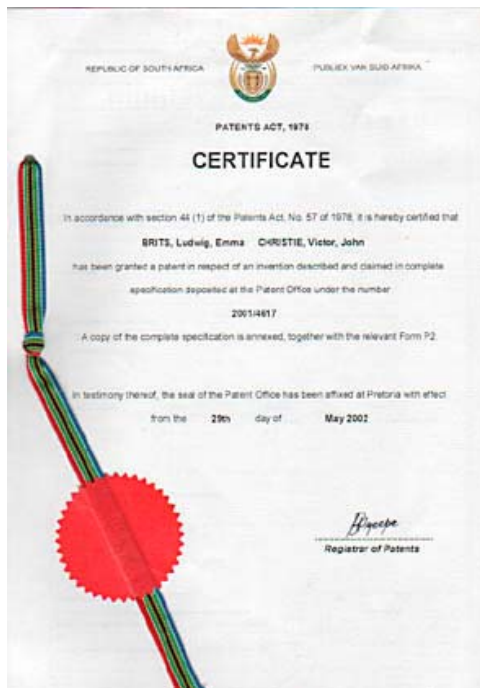 REPUBLIC OF SOUTH AFRICA
PUBLIEK VAN SUID-AFRIKA
PATENTS ACT, 1978
CERTIFICATE
In accordance with section 44 (1) of the Patents Act, No. 57 of 1978, it is hereby certified that
BRITS, Ludwig, Emma CHRISTIE, Victor, John
has been granted a patent in respect of an invention described and claimed in complete
specification deposited at the Patent Office under the number
2001/4617
A copy of the complete specification is annexed, together with the relevant Form P2.
In testimony thereof, the seal of the Patent Office has been affixed at Pretoria with effect
from the 29th day of May 2002
Registrar of Patents